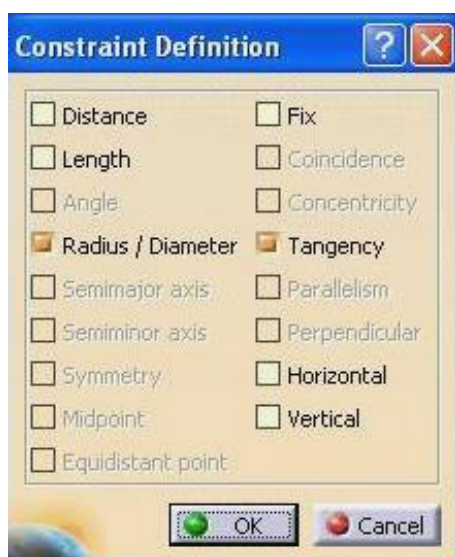 Constraint Definition
Distance
Fix
Length
Coincidence
Angle
Concentricity
Radius / Diameter
Tangency
Semimajor axis
Parallelism
Semiminor axis
Perpendicular
Symmetry
Horizontal
Midpoint
Vertical
Equidistant point
OK
Cancel